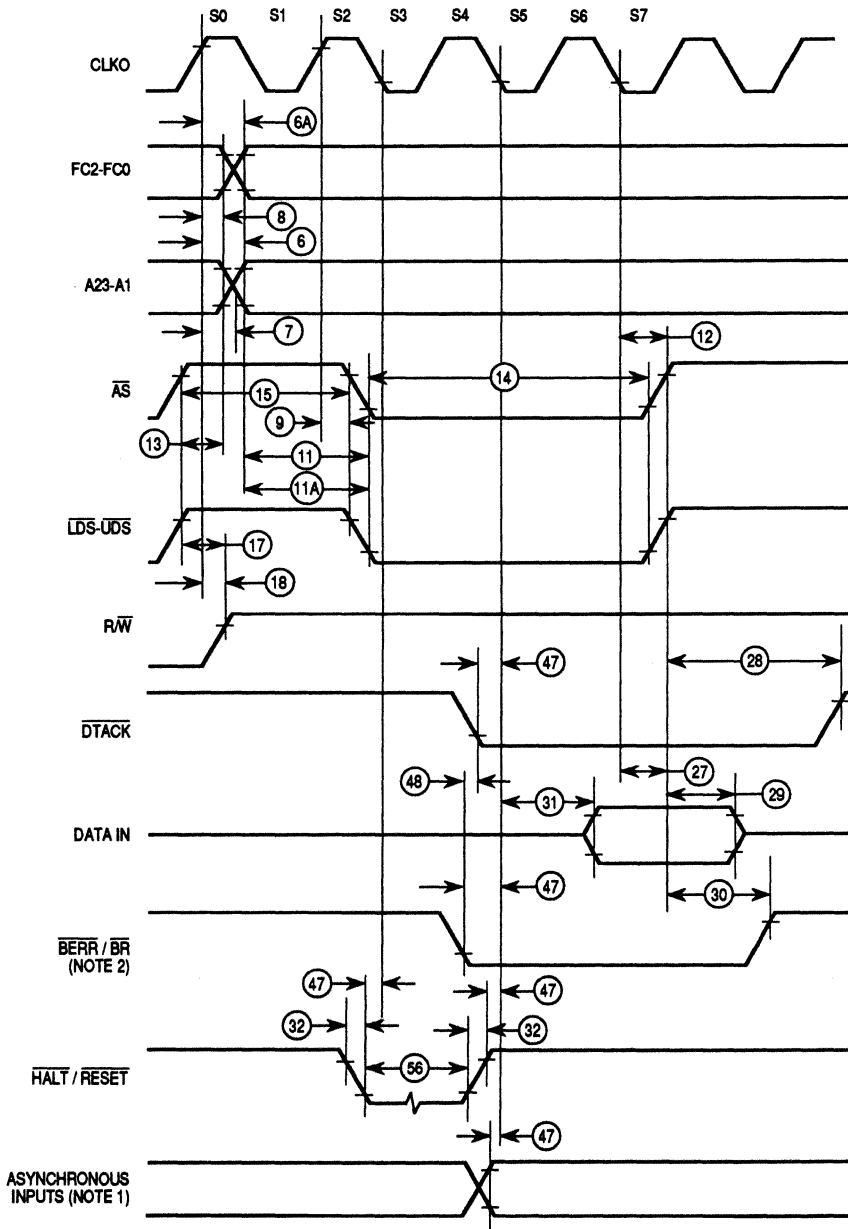 S0 S1 S2 S3 S4 S5 S6 S7
CLKO
6A
FC2-FC0
8
6
A23-A1
7
12
AS
14
15
9
13
11
11A
LDS-UDS
17
18
R/W
47
28
DTACK
27
48
31
29
DATA IN
47
30
BERR / BR
(NOTE 2)
47
47
32
32
56
HALT / RESET
47
ASYNCHRONOUS
INPUTS (NOTE 1)